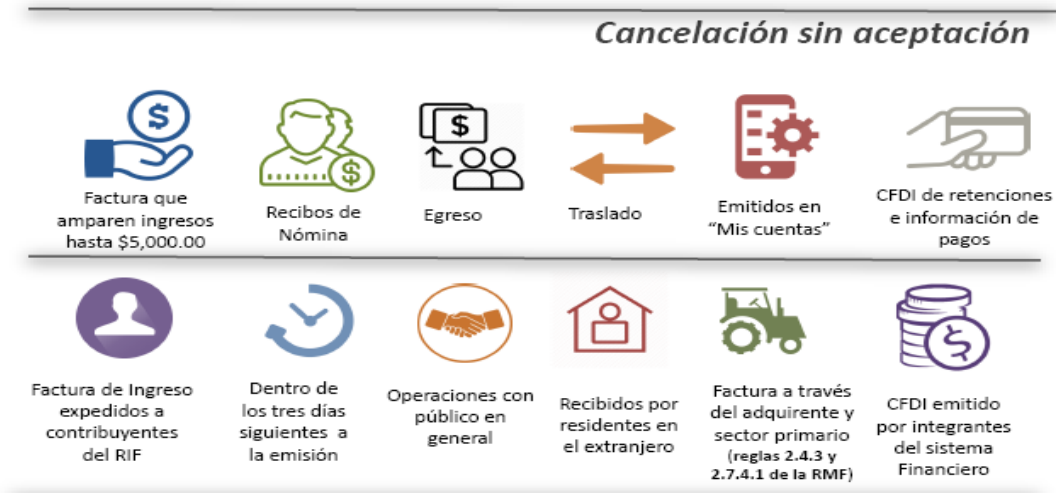 Cancelación sin aceptación
Factura que
amparen ingresos
hasta $5,000.00
Recibos de
Nómina
Egreso
Traslado
Emitidos en
“Mis cuentas”
CFDI de retenciones
e información de
pagos
Factura de Ingreso
expedidos a
contribuyentes
del RIF
Dentro de
los tres días
siguientes a
la emisión
Operaciones con
público en
general
Recibidos por
residentes en
el extranjero
Factura a través
del adquirente y
sector primario
(reglas 2.4.3 y
2.7.4.1 de la RMF)
CFDI emitido
por integrantes
del sistema
Financiero